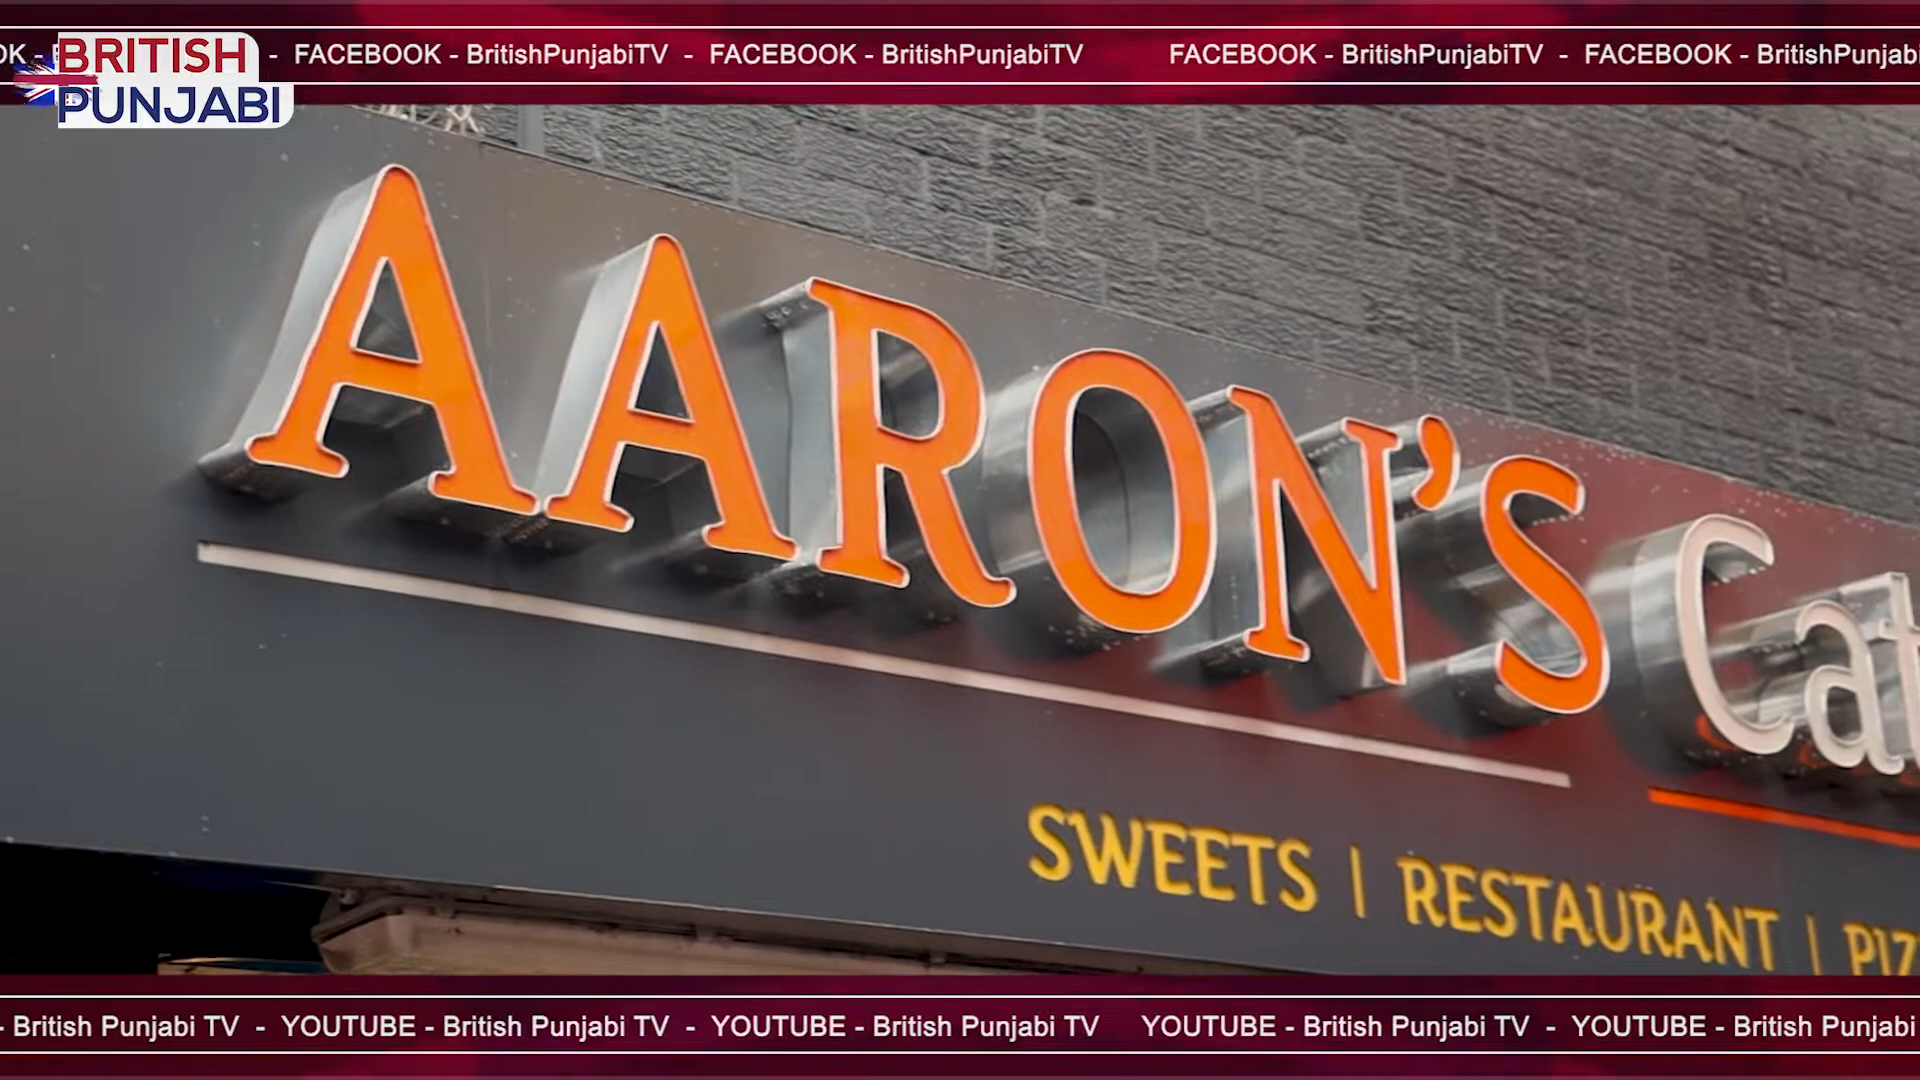 - FACEBOOK - BritishPunjabiTV - FACEBOOK - BritishPunjabiTV FACEBOOK - BritishPunjabiTV - FACEBOOK -
BRITISH
PUNJABI
AARON'S
SWEETS | RESTAURANT |
- British Punjabi TV - YOUTUBE - British Punjabi TV - YOUTUBE - British Punjabi TV YOUTUBE - British Punjabi TV - YOUTUBE - British Punjabi